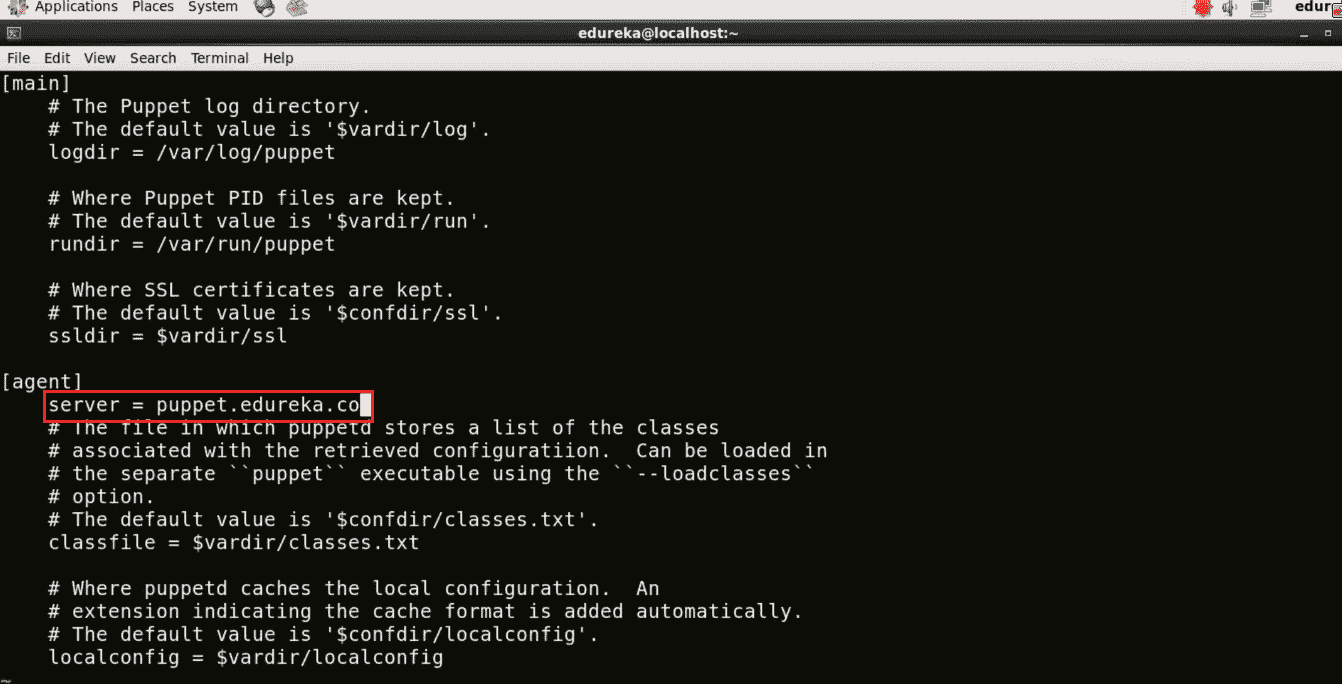 Applications Places System
edur
edureka@localhost:~
File Edit View Search Terminal Help
[main]
# The Puppet log directory.
# The default value is '$vardir/log'.
logdir = /var/log/puppet
# Where Puppet PID files are kept.
# The default value is '$vardir/run'.
rundir = /var/run/puppet
# Where SSL certificates are kept.
# The default value is '$confdir/ssl'.
ssldir = $vardir/ssl
[agent]
server = puppet.edureka.co
# The file in which puppetd stores a list of the classes
# associated with the retrieved configuratiion.  Can be loaded in
# the separate ``puppet`` executable using the ``--loadclasses``
# option.
# The default value is '$confdir/classes.txt'.
classfile = $vardir/classes.txt
# Where puppetd caches the local configuration.  An
# extension indicating the cache format is added automatically.
# The default value is '$confdir/localconfig'.
localconfig = $vardir/localconfig
~